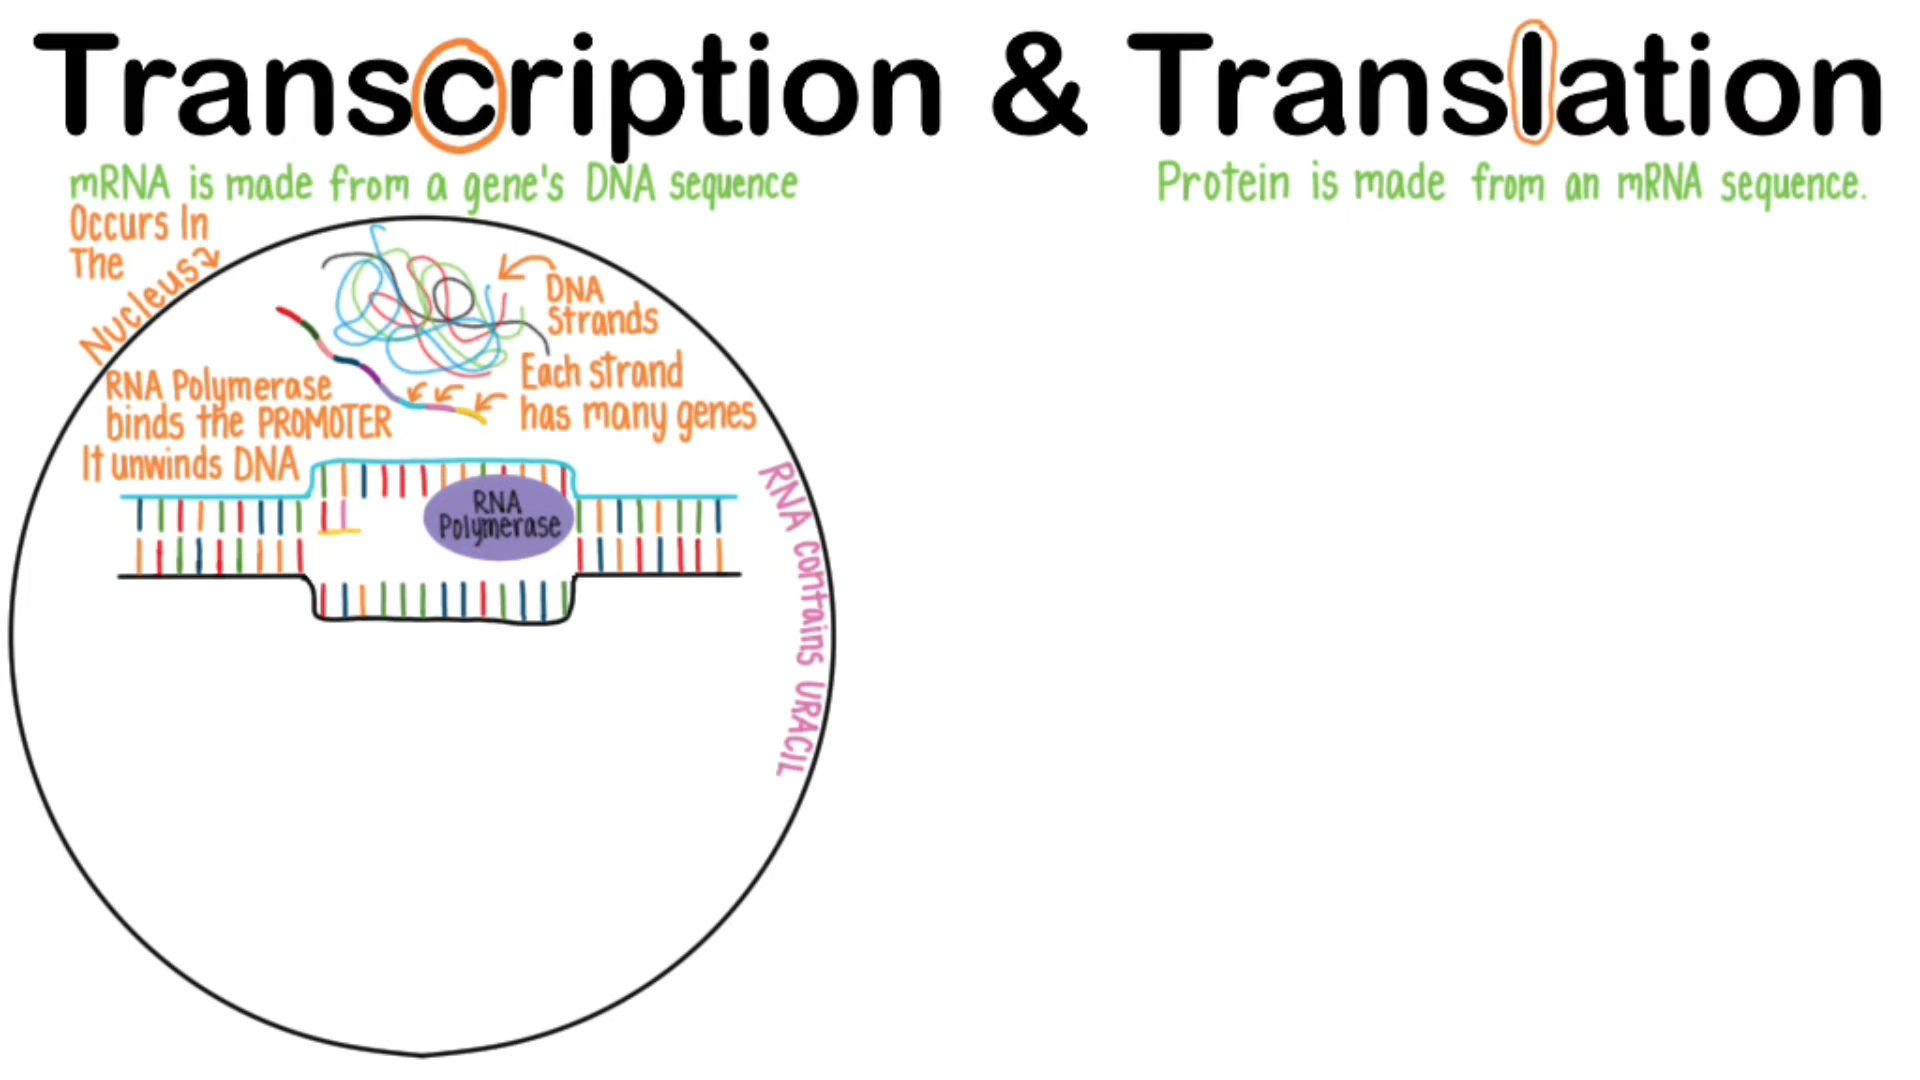 Transcription & Translation
mRNA is made from a gene's DNA sequence
Protein is made from an mRNA sequence.
Occurs In
The
Nucleus
DNA
Strands
Each strand
has many genes
RNA Polymerase
binds the PROMOTER
It unwinds DNA
RNA
Polymerase
RNA contains URACIL